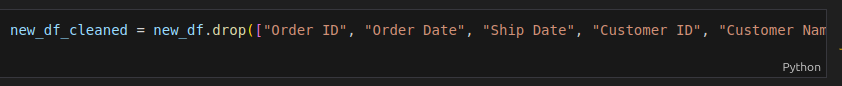 new_df_cleaned = new_df.drop(["Order ID", "Order Date", "Ship Date", "Customer ID", "Customer Nam
Python